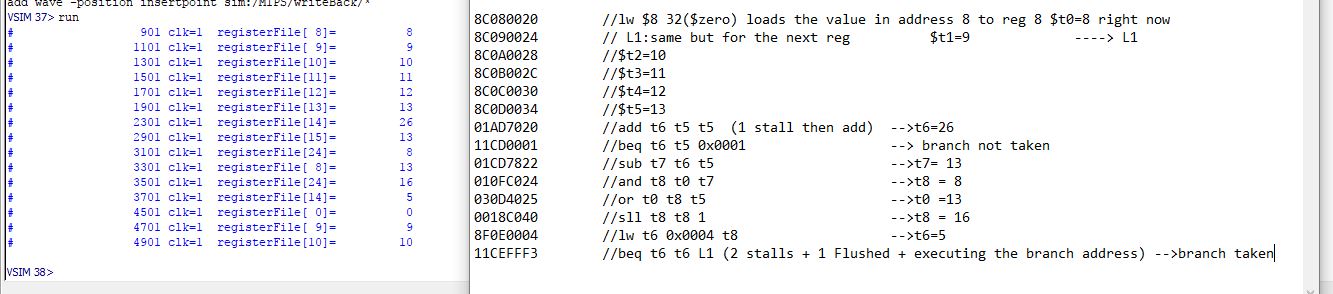 add wave -position insertpoint sim:/MIPS/writeBack/*
VSIM 37> run
# 901 clk=1 registerFile[ 8]= 8
# 1101 clk=1 registerFile[ 9]= 9
# 1301 clk=1 registerFile[10]= 10
# 1501 clk=1 registerFile[11]= 11
# 1701 clk=1 registerFile[12]= 12
# 1901 clk=1 registerFile[13]= 13
# 2301 clk=1 registerFile[14]= 26
# 2901 clk=1 registerFile[15]= 13
# 3101 clk=1 registerFile[24]= 8
# 3301 clk=1 registerFile[ 8]= 13
# 3501 clk=1 registerFile[24]= 16
# 3701 clk=1 registerFile[14]= 5
# 4501 clk=1 registerFile[ 0]= 0
# 4701 clk=1 registerFile[ 9]= 9
# 4901 clk=1 registerFile[10]= 10
VSIM 38>
8C080020 //lw $8 32($zero) loads the value in address 8 to reg 8 $t0=8 right now
8C090024 // L1:same but for the next reg $t1=9 ----> L1
8C0A0028 //$t2=10
8C0B002C //$t3=11
8C0C0030 //$t4=12
8C0D0034 //$t5=13
01AD7020 //add t6 t5 t5 (1 stall then add) -->t6=26
11CD0001 //beq t6 t5 0x0001 --> branch not taken
01CD7822 //sub t7 t6 t5 -->t7= 13
010FC024 //and t8 t0 t7 -->t8 = 8
030D4025 //or t0 t8 t5 -->t0 =13
0018C040 //sll t8 t8 1 -->t8 = 16
8F0E0004 //lw t6 0x0004 t8 -->t6=5
11CEFFF3 //beq t6 t6 L1 (2 stalls + 1 Flushed + executing the branch address) -->branch taken